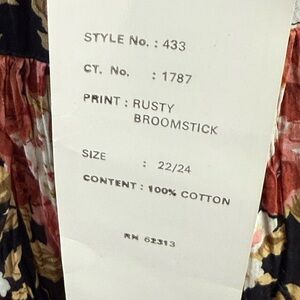 STYLE No. : 433
CT. No. : 1787
PRINT : RUSTY
BROOMSTICK
SIZE : 22/24
CONTENT : 100% COTTON
RN 62313